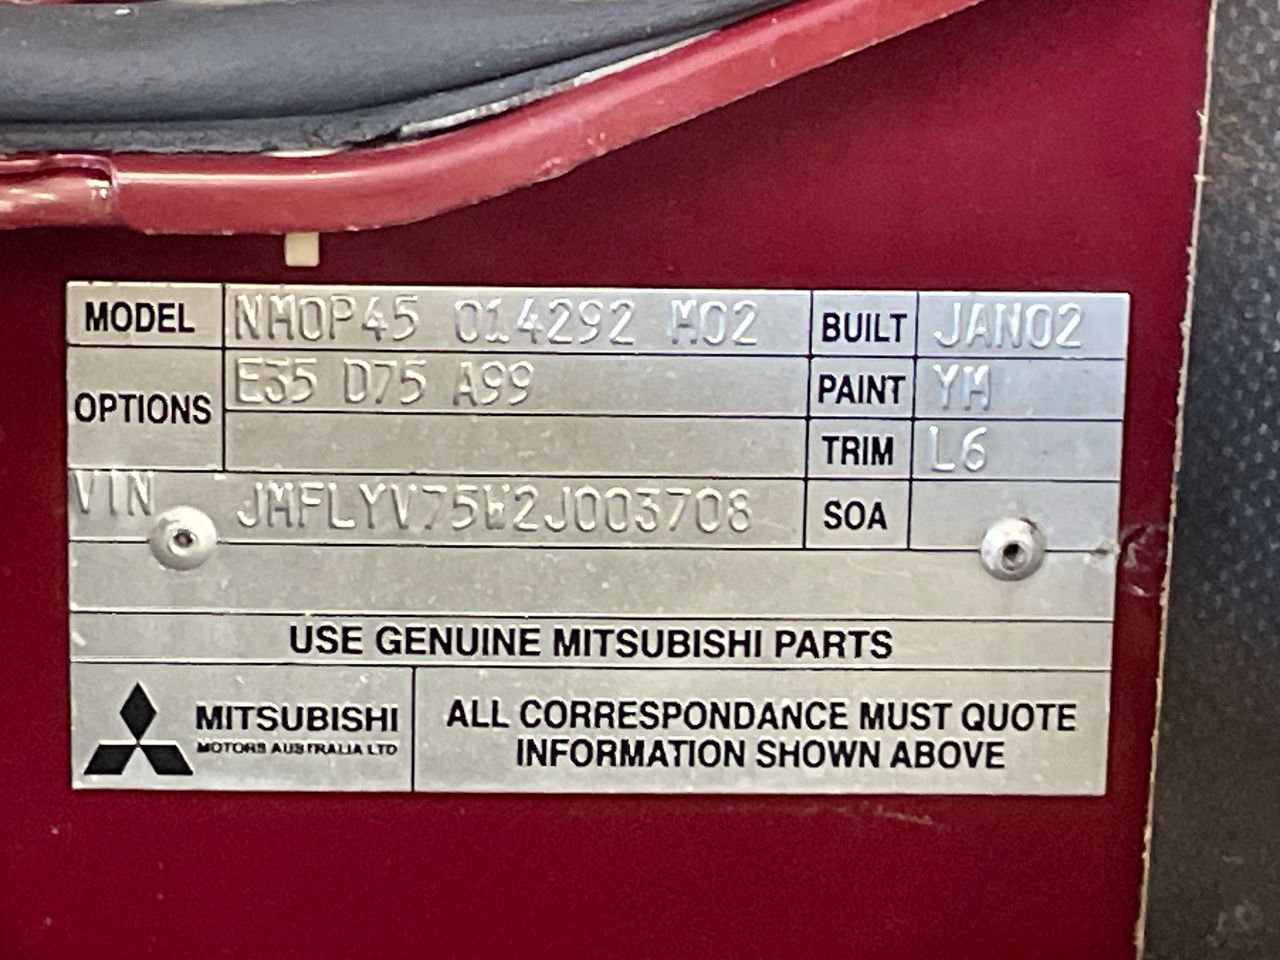 MODEL NM0P45 014292 M02 BUILT JAN02
OPTIONS E35 D75 A99 PAINT YM
TRIM L6
VIN JMFLYV75W2J003708 SOA
USE GENUINE MITSUBISHI PARTS
MITSUBISHI
MOTORS AUSTRALIA LTD
ALL CORRESPONDANCE MUST QUOTE
INFORMATION SHOWN ABOVE